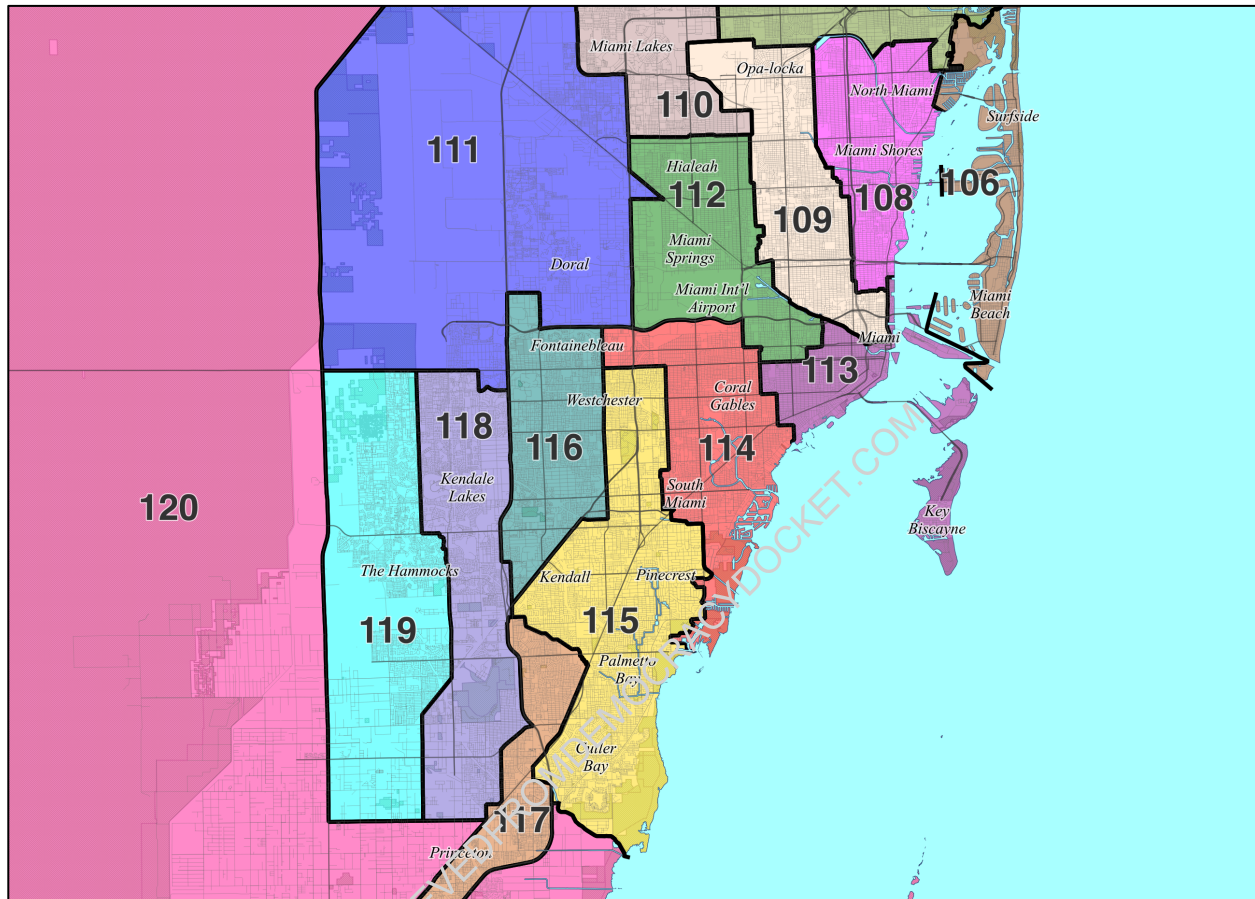 Miami Lakes
Opa-locka
110
North Miami
Surfside
111
Miami Shores
Hialeah
112
106
108
109
Miami
Springs
Doral
Miami Int'l
Airport
Miami
Beach
Fontainebleau
Miami
113
Westchester
Coral
Gables
118
116
114
Kendale
Lakes
South
Miami
120
Key
Biscayne
The Hammocks
Kendall
Pinecrest
115
119
Palmetto
Bay
Cutler
Bay
117
Princeton
EVEDFROMDEMOCRACYDOCKET.COM